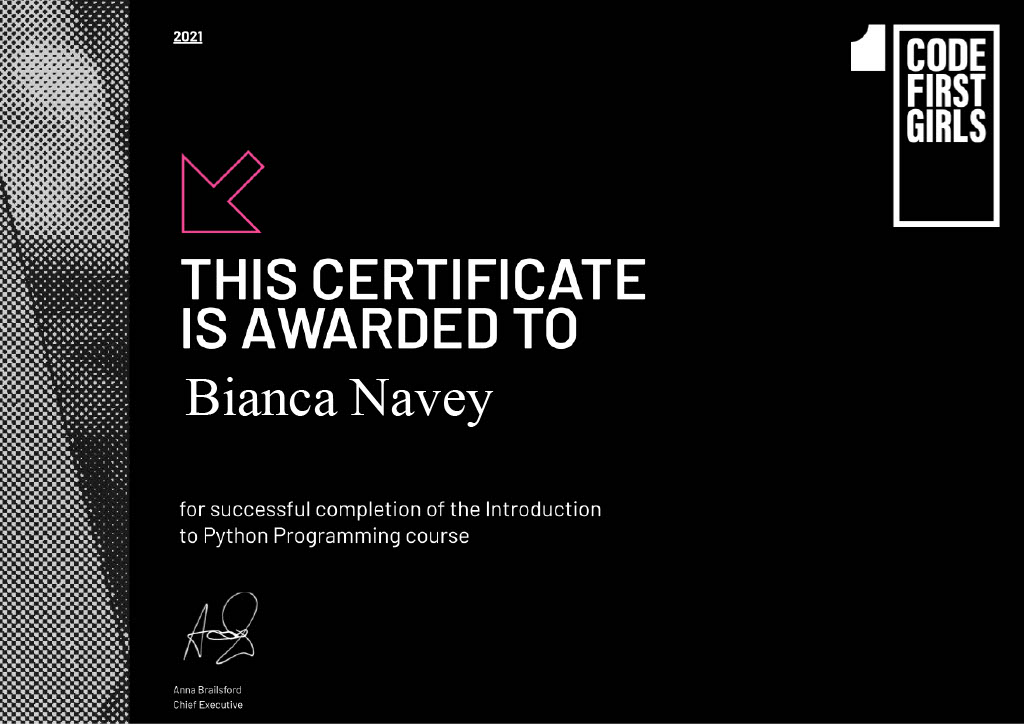 2021
CODE
FIRST
GIRLS
THIS CERTIFICATE
IS AWARDED TO
Bianca Navey
for successful completion of the Introduction
to Python Programming course
Anna Brailsford
Chief Executive